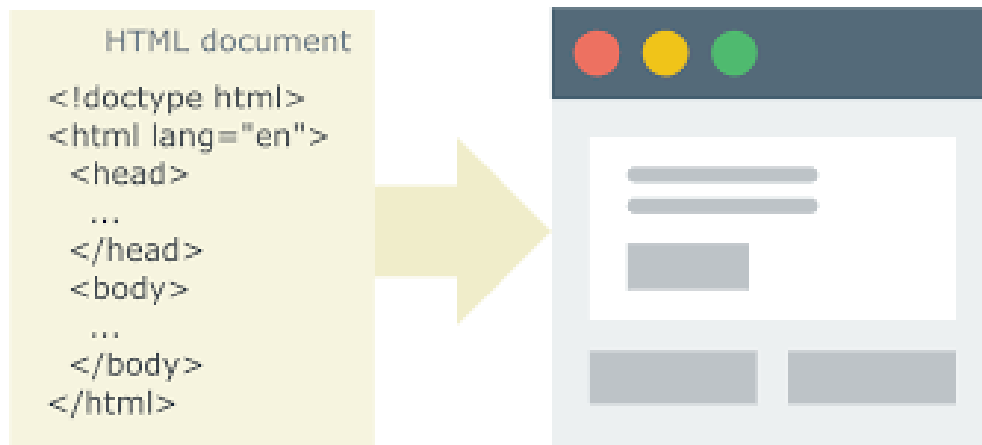 HTML document
<!doctype html>
<html lang="en">
<head>
...
</head>
<body>
...
</body>
</html>